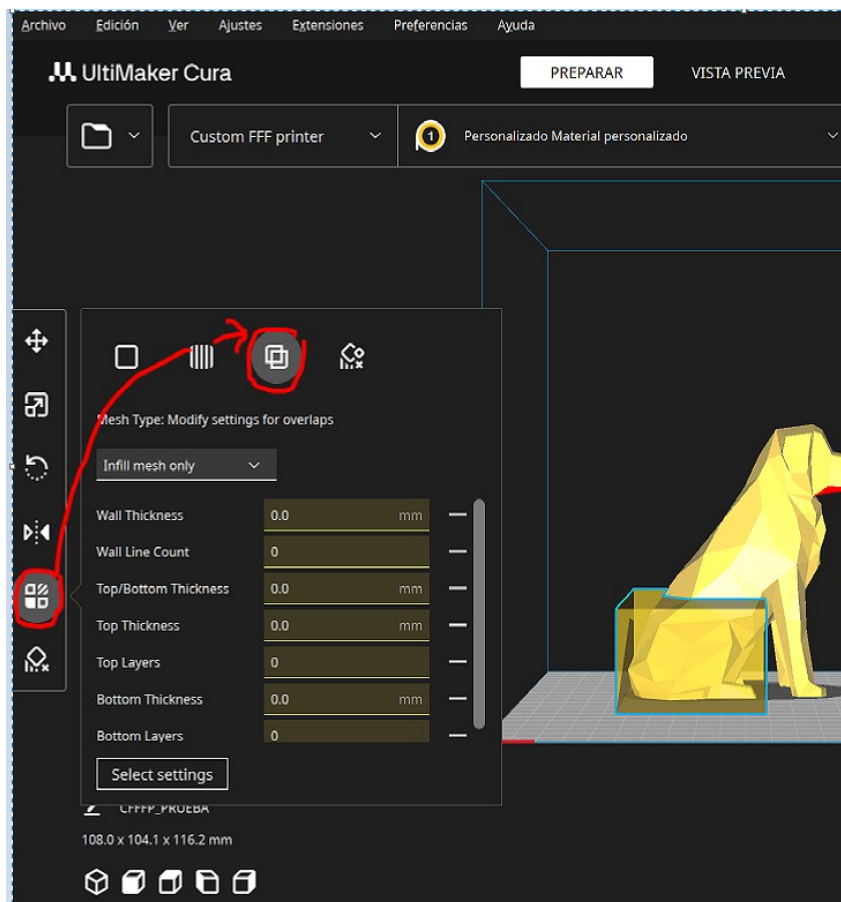 Archivo Edición Ver Ajustes Extensiones Preferencias Ayuda
UltiMaker Cura PREPARAR VISTA PREVIA
Custom FFF printer 1 Personalizado Material personalizado
Mesh Type: Modify settings for overlaps
Infill mesh only
Wall Thickness 0.0 mm
Wall Line Count 0
Top/Bottom Thickness 0.0 mm
Top Thickness 0.0 mm
Top Layers 0
Bottom Thickness 0.0 mm
Bottom Layers 0
Select settings
CFFFP_PRUEBA
108.0 x 104.1 x 116.2 mm